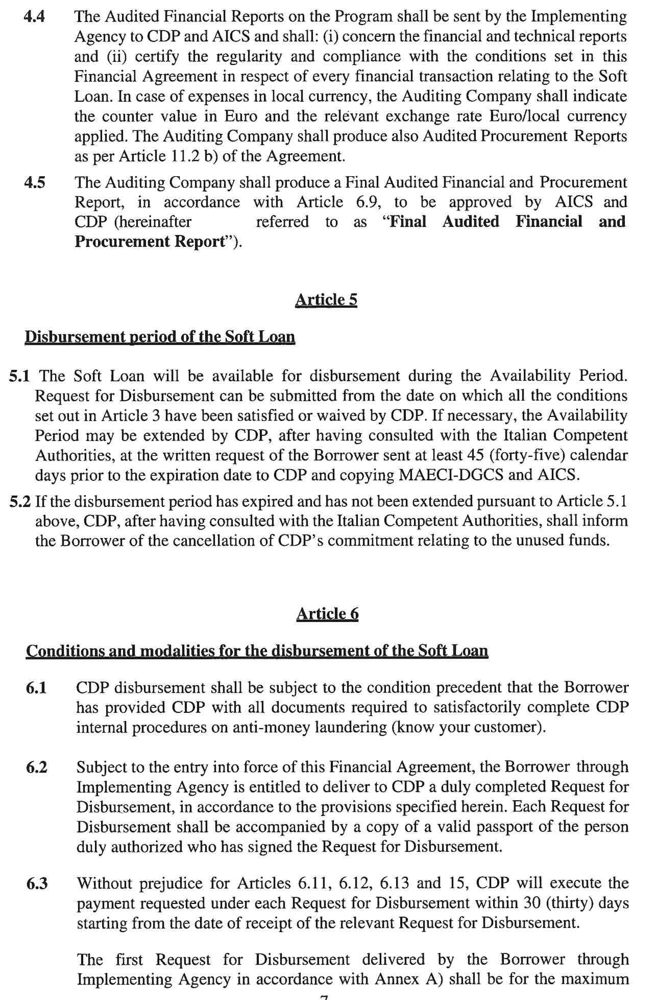 4.4 The Audited Financial Reports on the Program shall be sent by the Implementing
Agency to CDP and AICS and shall: (i) concern the financial and technical reports
and (ii) certify the regularity and compliance with the conditions set in this
Financial Agreement in respect of every financial transaction relating to the Soft
Loan. In case of expenses in local currency, the Auditing Company shall indicate
the counter value in Euro and the relevant exchange rate Euro/local currency
applied. The Auditing Company shall produce also Audited Procurement Reports
as per Article 11.2 b) of the Agreement.
4.5 The Auditing Company shall produce a Final Audited Financial and Procurement
Report, in accordance with Article 6.9, to be approved by AICS and
CDP (hereinafter referred to as “Final Audited Financial and
Procurement Report”).
Article 5
Disbursement period of the Soft Loan
5.1 The Soft Loan will be available for disbursement during the Availability Period.
Request for Disbursement can be submitted from the date on which all the conditions
set out in Article 3 have been satisfied or waived by CDP. If necessary, the Availability
Period may be extended by CDP, after having consulted with the Italian Competent
Authorities, at the written request of the Borrower sent at least 45 (forty-five) calendar
days prior to the expiration date to CDP and copying MAECI-DGCS and AICS.
5.2 If the disbursement period has expired and has not been extended pursuant to Article 5.1
above, CDP, after having consulted with the Italian Competent Authorities, shall inform
the Borrower of the cancellation of CDP’s commitment relating to the unused funds.
Article 6
Conditions and modalities for the disbursement of the Soft Loan
6.1 CDP disbursement shall be subject to the condition precedent that the Borrower
has provided CDP with all documents required to satisfactorily complete CDP
internal procedures on anti-money laundering (know your customer).
6.2 Subject to the entry into force of this Financial Agreement, the Borrower through
Implementing Agency is entitled to deliver to CDP a duly completed Request for
Disbursement, in accordance to the provisions specified herein. Each Request for
Disbursement shall be accompanied by a copy of a valid passport of the person
duly authorized who has signed the Request for Disbursement.
6.3 Without prejudice for Articles 6.11, 6.12, 6.13 and 15, CDP will execute the
payment requested under each Request for Disbursement within 30 (thirty) days
starting from the date of receipt of the relevant Request for Disbursement.
The first Request for Disbursement delivered by the Borrower through
Implementing Agency in accordance with Annex A) shall be for the maximum
7